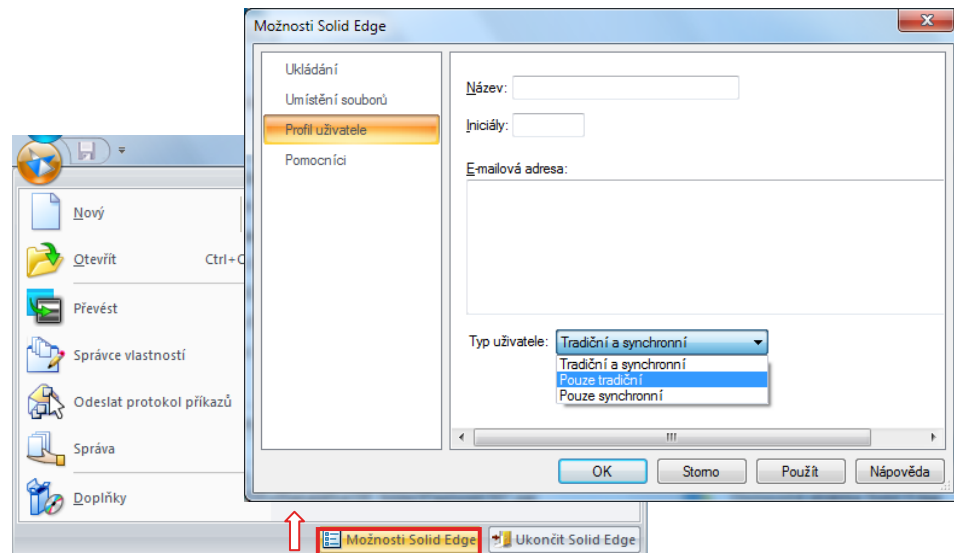 Možnosti Solid Edge
Ukládání
Umístění souborů
Profil uživatele
Pomocníci
Název:
Iniciály:
E-mailová adresa:
Typ uživatele: Tradiční a synchronní
Tradiční a synchronní
Pouze tradiční
Pouze synchronní
OK Storno Použít Nápověda
Nový
Otevřít Ctrl+O
Převést
Správce vlastností
Odeslat protokol příkazů
Správa
Doplňky
Možnosti Solid Edge Ukončit Solid Edge